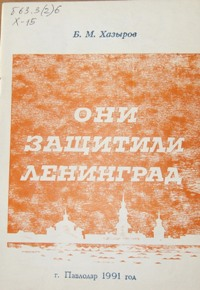 Б63.3(2)6
Х-15
Б. М. Хазыров
ОНИ
ЗАЩИТИЛИ
ЛЕНИНГРАД
г. Павлодар 1991 год